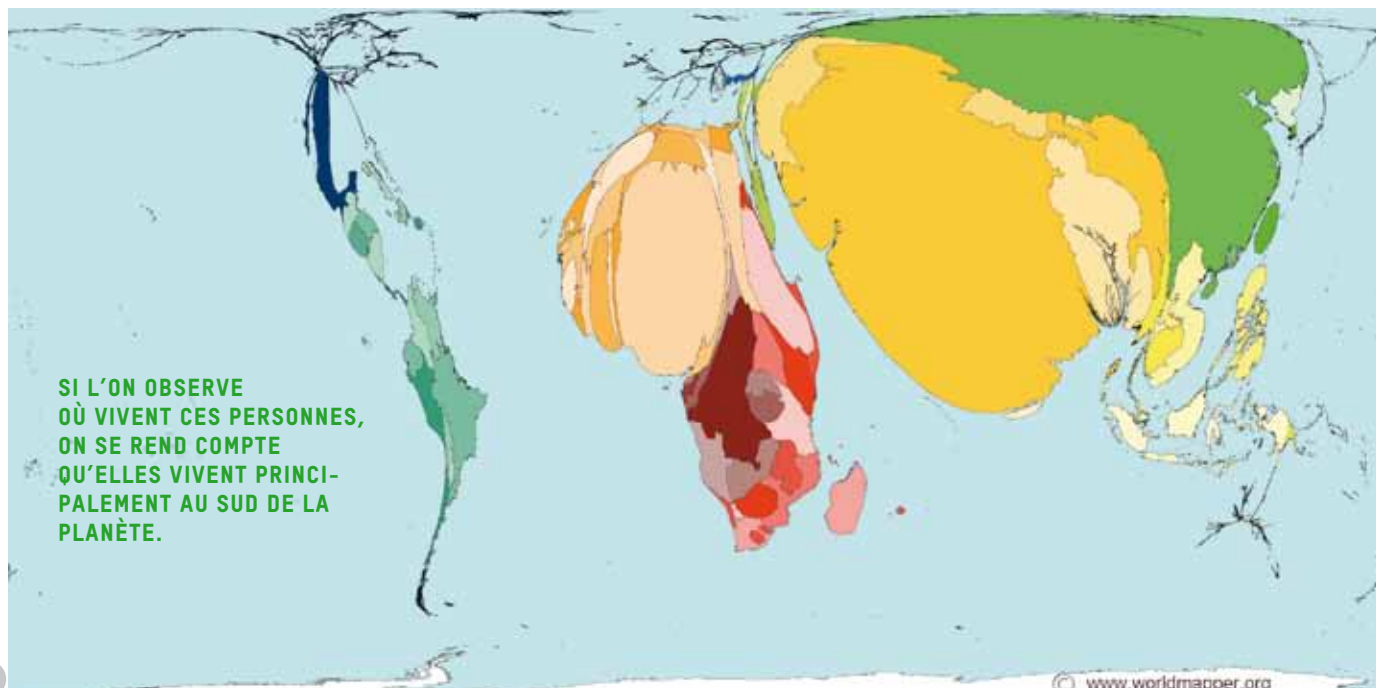 SI L'ON OBSERVE
OÙ VIVENT CES PERSONNES,
ON SE REND COMPTE
QU'ELLES VIVENT PRINCI-
PALEMENT AU SUD DE LA
PLANÈTE.
© www.worldmapper.org